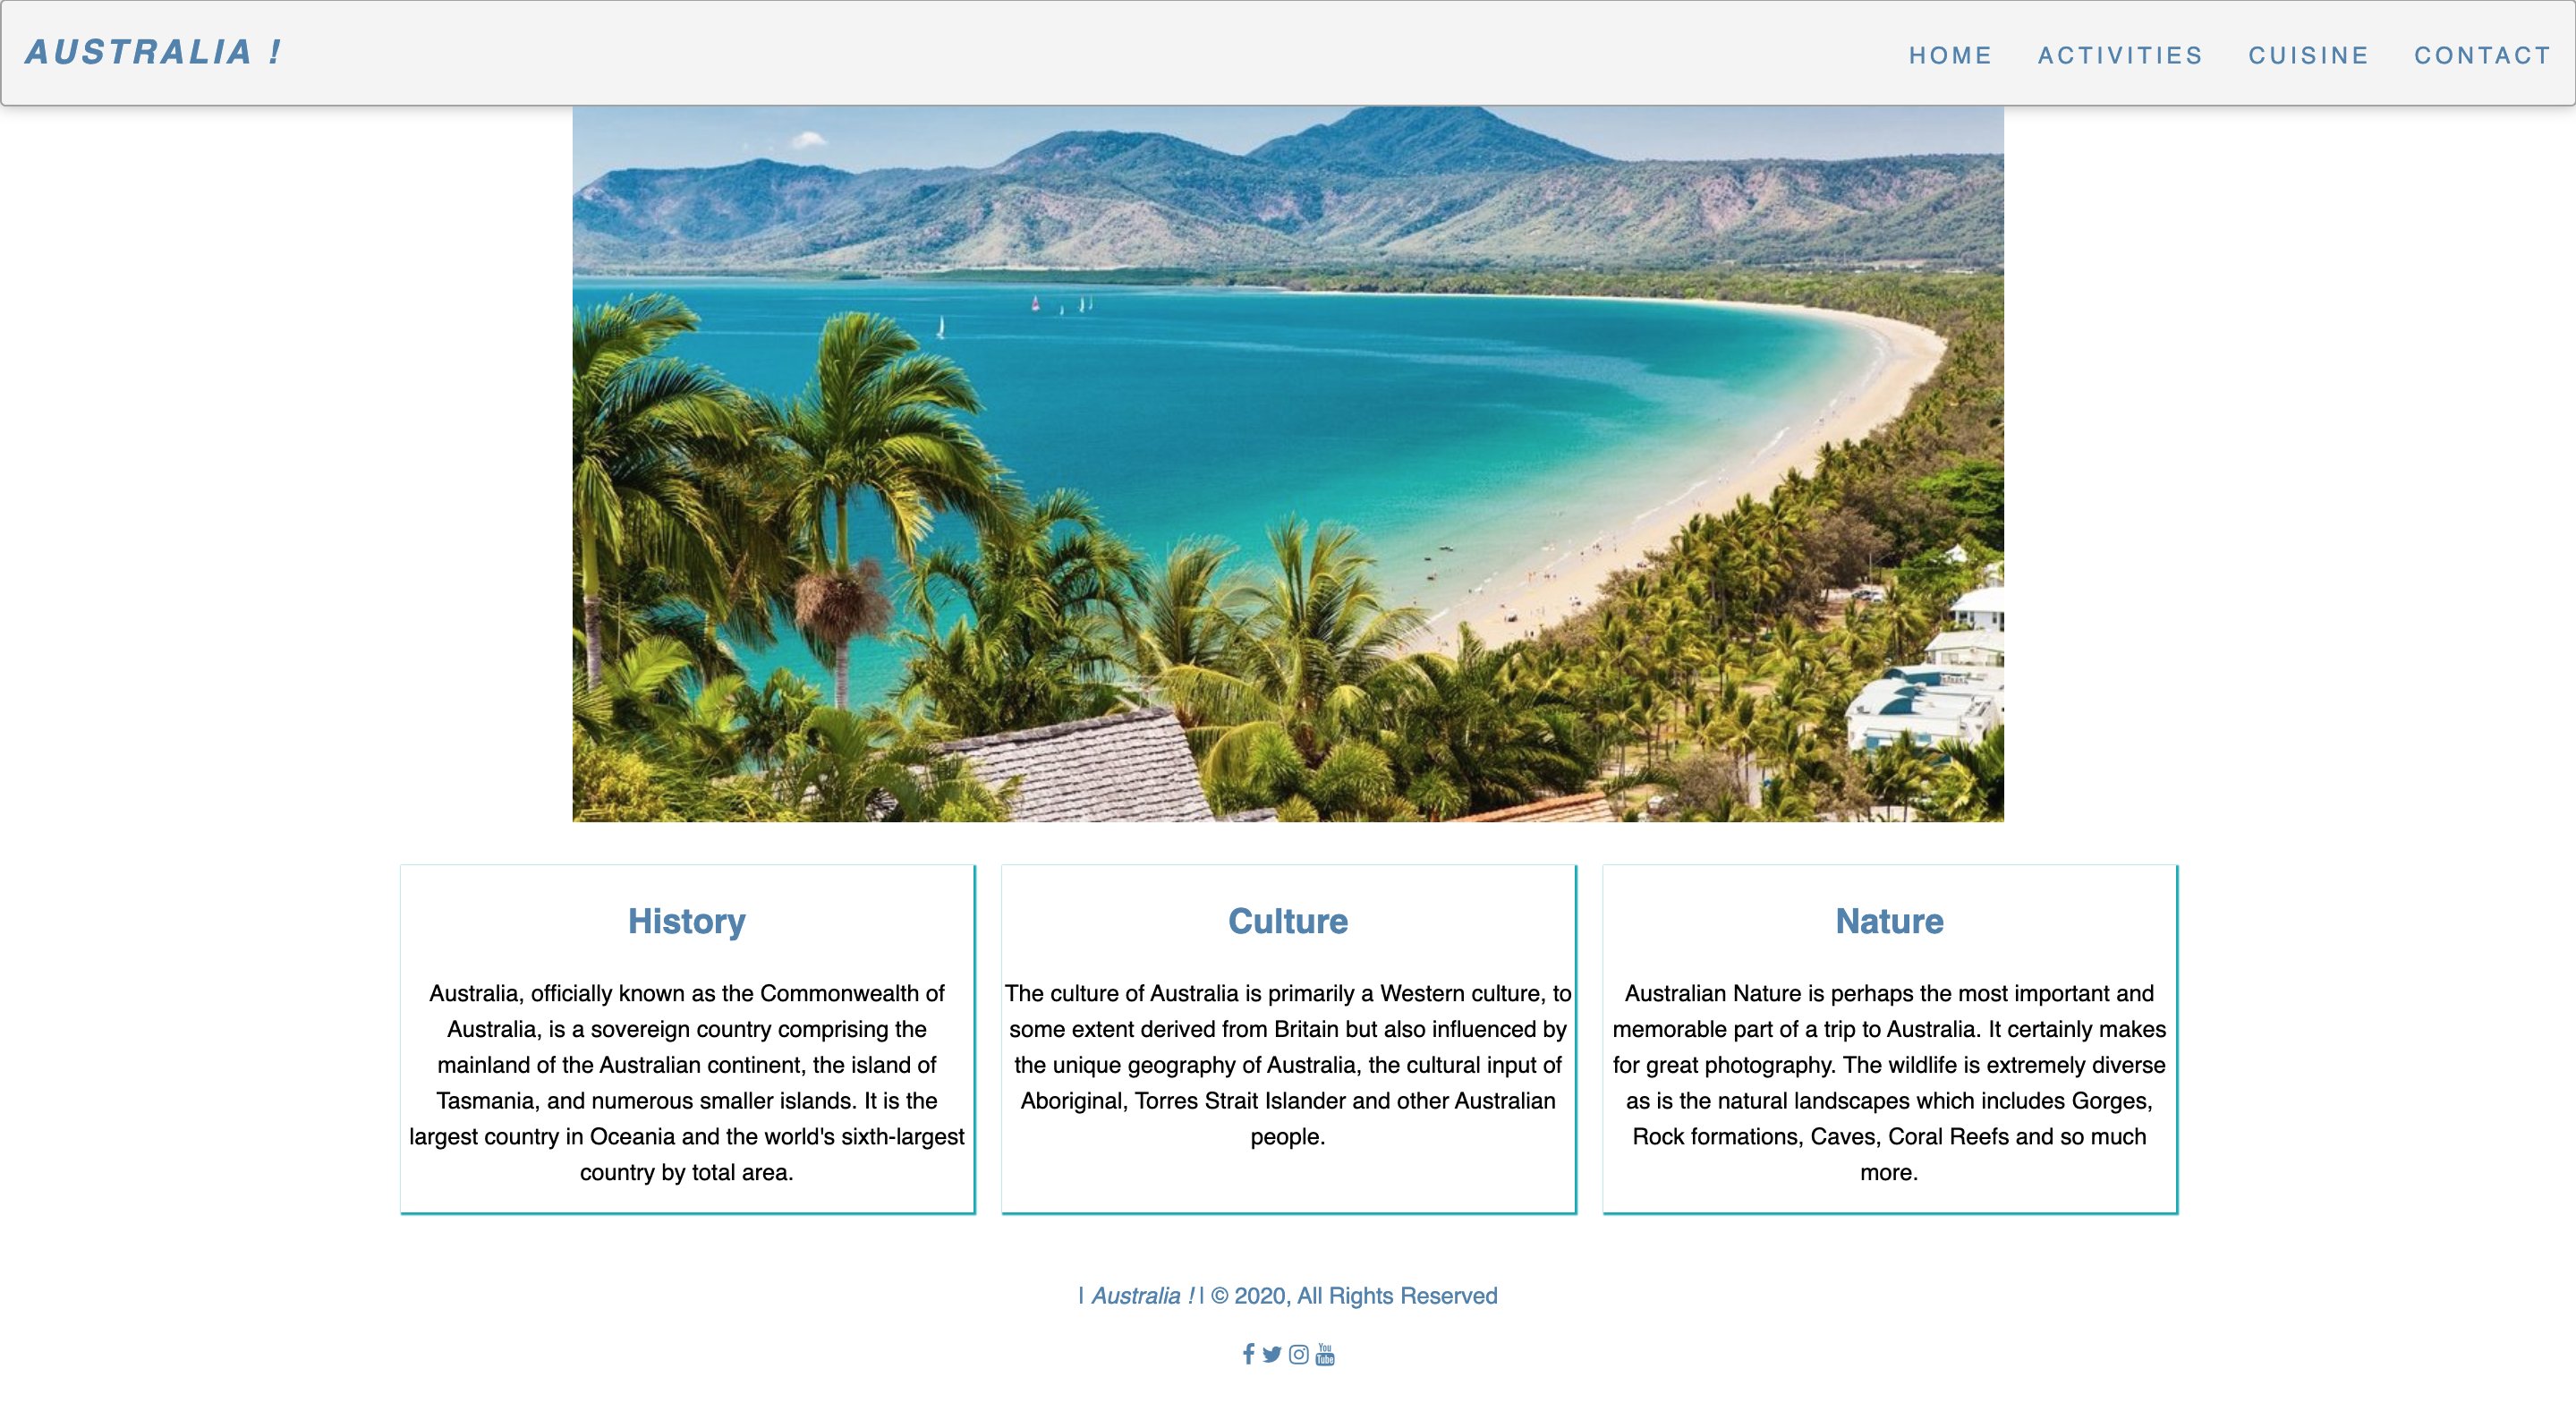 AUSTRALIA !
HOME ACTIVITIES CUISINE CONTACT
History
Australia, officially known as the Commonwealth of
Australia, is a sovereign country comprising the
mainland of the Australian continent, the island of
Tasmania, and numerous smaller islands. It is the
largest country in Oceania and the world's sixth-largest
country by total area.
Culture
The culture of Australia is primarily a Western culture, to
some extent derived from Britain but also influenced by
the unique geography of Australia, the cultural input of
Aboriginal, Torres Strait Islander and other Australian
people.
Nature
Australian Nature is perhaps the most important and
memorable part of a trip to Australia. It certainly makes
for great photography. The wildlife is extremely diverse
as is the natural landscapes which includes Gorges,
Rock formations, Caves, Coral Reefs and so much
more.
| Australia ! | © 2020, All Rights Reserved
You
Tube